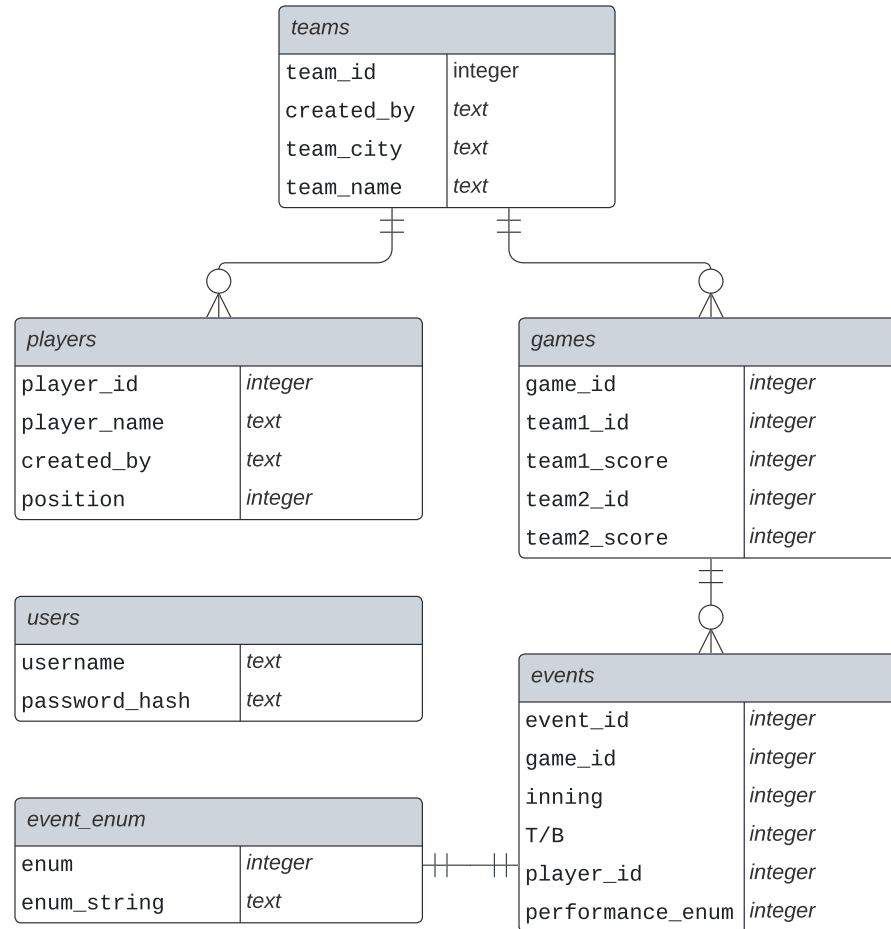 teams
team_id integer
created_by text
team_city text
team_name text
players
player_id integer
player_name text
created_by text
position integer
games
game_id integer
team1_id integer
team1_score integer
team2_id integer
team2_score integer
users
username text
password_hash text
events
event_id integer
game_id integer
inning integer
T/B integer
player_id integer
performance_enum integer
event_enum
enum integer
enum_string text